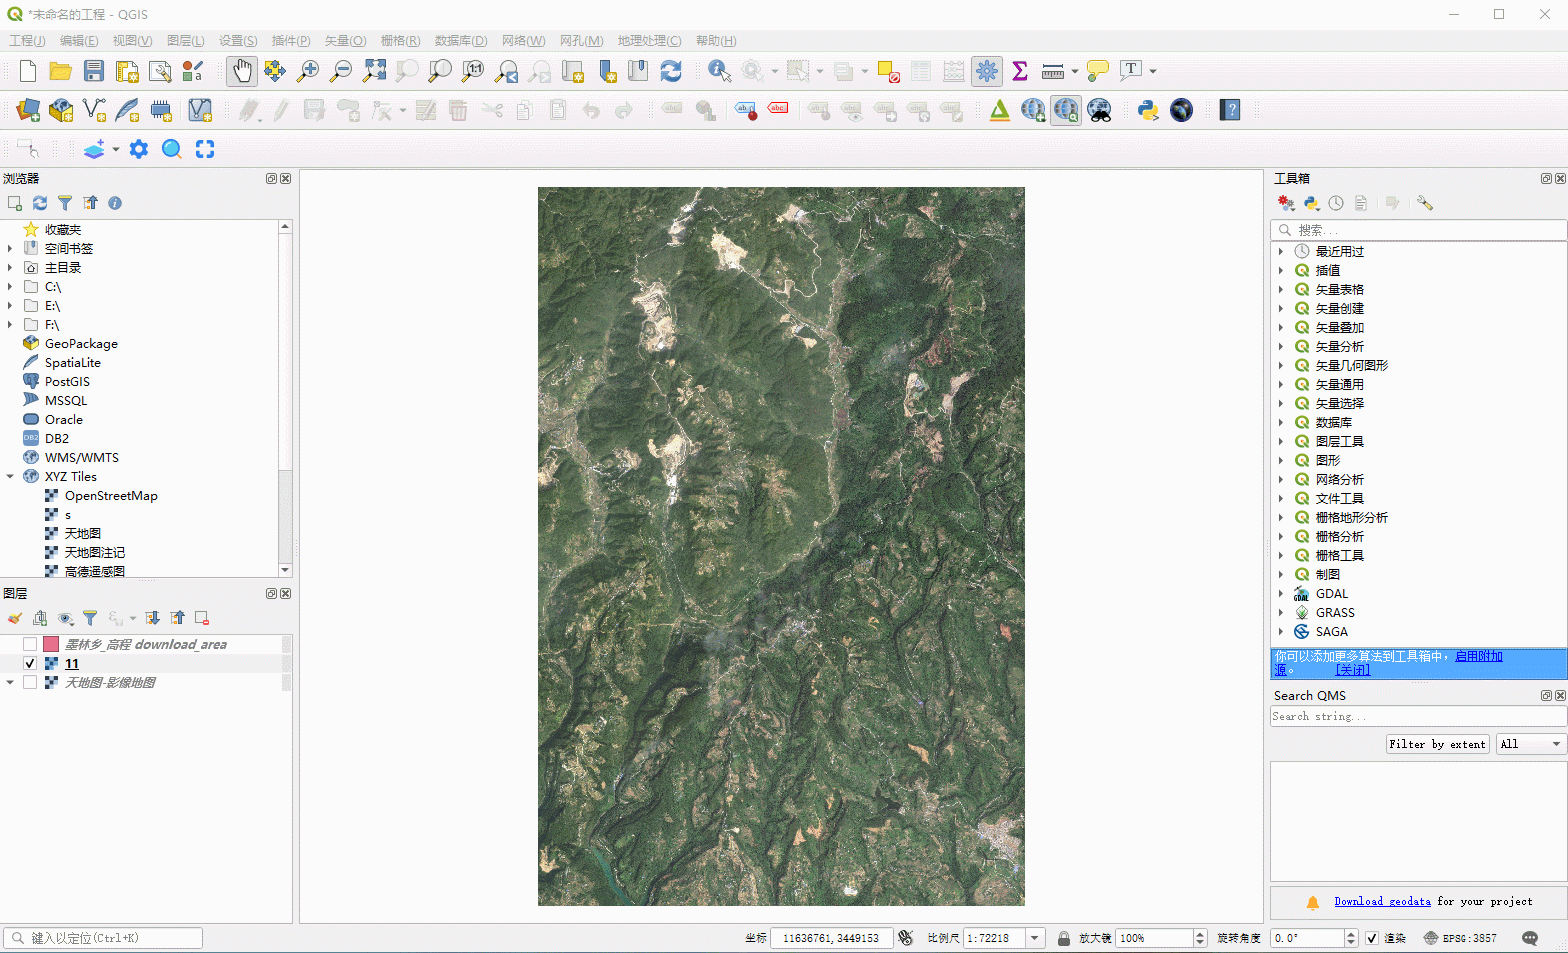 *未命名的工程 - QGIS
工程(J) 编辑(E) 视图(V) 图层(L) 设置(S) 插件(P) 矢量(O) 栅格(R) 数据库(D) 网络(W) 网孔(M) 地理处理(C) 帮助(H)
浏览器
收藏夹
空间书签
主目录
C:\
E:\
F:\
GeoPackage
SpatiaLite
PostGIS
MSSQL
Oracle
DB2
WMS/WMTS
XYZ Tiles
OpenStreetMap
s
天地图
天地图注记
高德遥感图
图层
墨林乡_高程 download_area
11
天地图-影像地图
工具箱
搜索...
最近用过
插值
矢量表格
矢量创建
矢量叠加
矢量分析
矢量几何图形
矢量通用
矢量选择
数据库
图层工具
图形
网络分析
文件工具
栅格地形分析
栅格分析
栅格工具
制图
GDAL
GRASS
SAGA
你可以添加更多算法到工具箱中，启用附加
源。 [关闭]
Search QMS
Search string...
Filter by extent All
Download geodata for your project
键入以定位(Ctrl+K) 坐标 11636761,3449153 比例尺 1:72218 放大镜 100% 旋转角度 0.0° 渲染 EPSG:3857